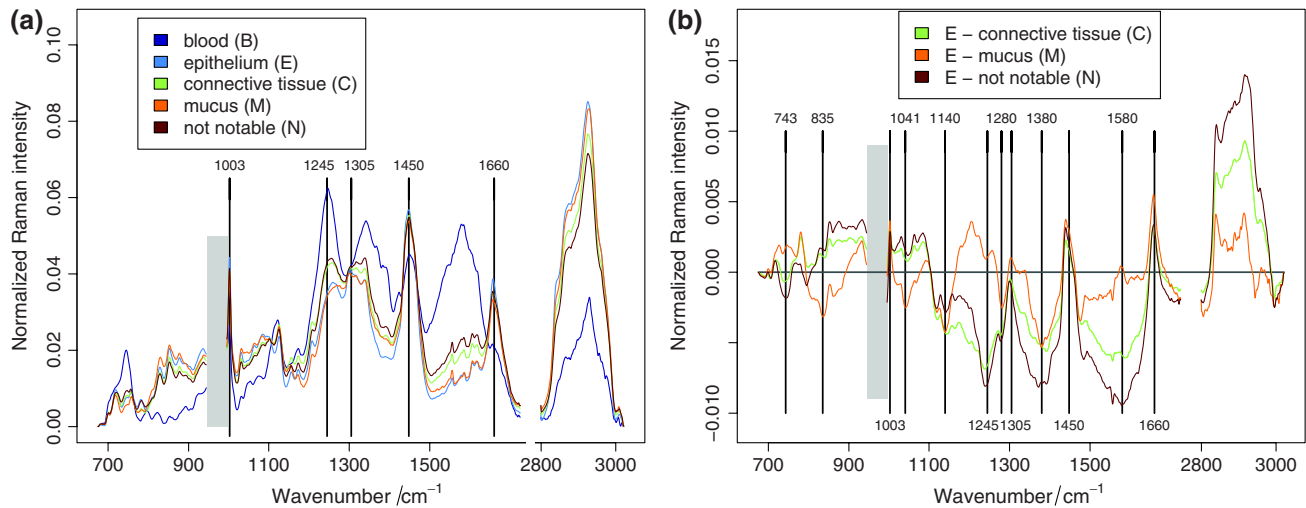 (a)
blood (B)
epithelium (E)
connective tissue (C)
mucus (M)
not notable (N)
1003 1245 1305 1450 1660
Normalized Raman intensity
0.10
0.08
0.06
0.04
0.02
0.00
700 900 1100 1300 1500 2800 3000
Wavenumber /cm⁻¹
(b)
E – connective tissue (C)
E – mucus (M)
E – not notable (N)
743 835 1041 1140 1280 1380 1580
Normalized Raman intensity
0.015
0.010
0.005
0.000
−0.010
1003 1245 1305 1450 1660
700 900 1100 1300 1500 2800 3000
Wavenumber /cm⁻¹